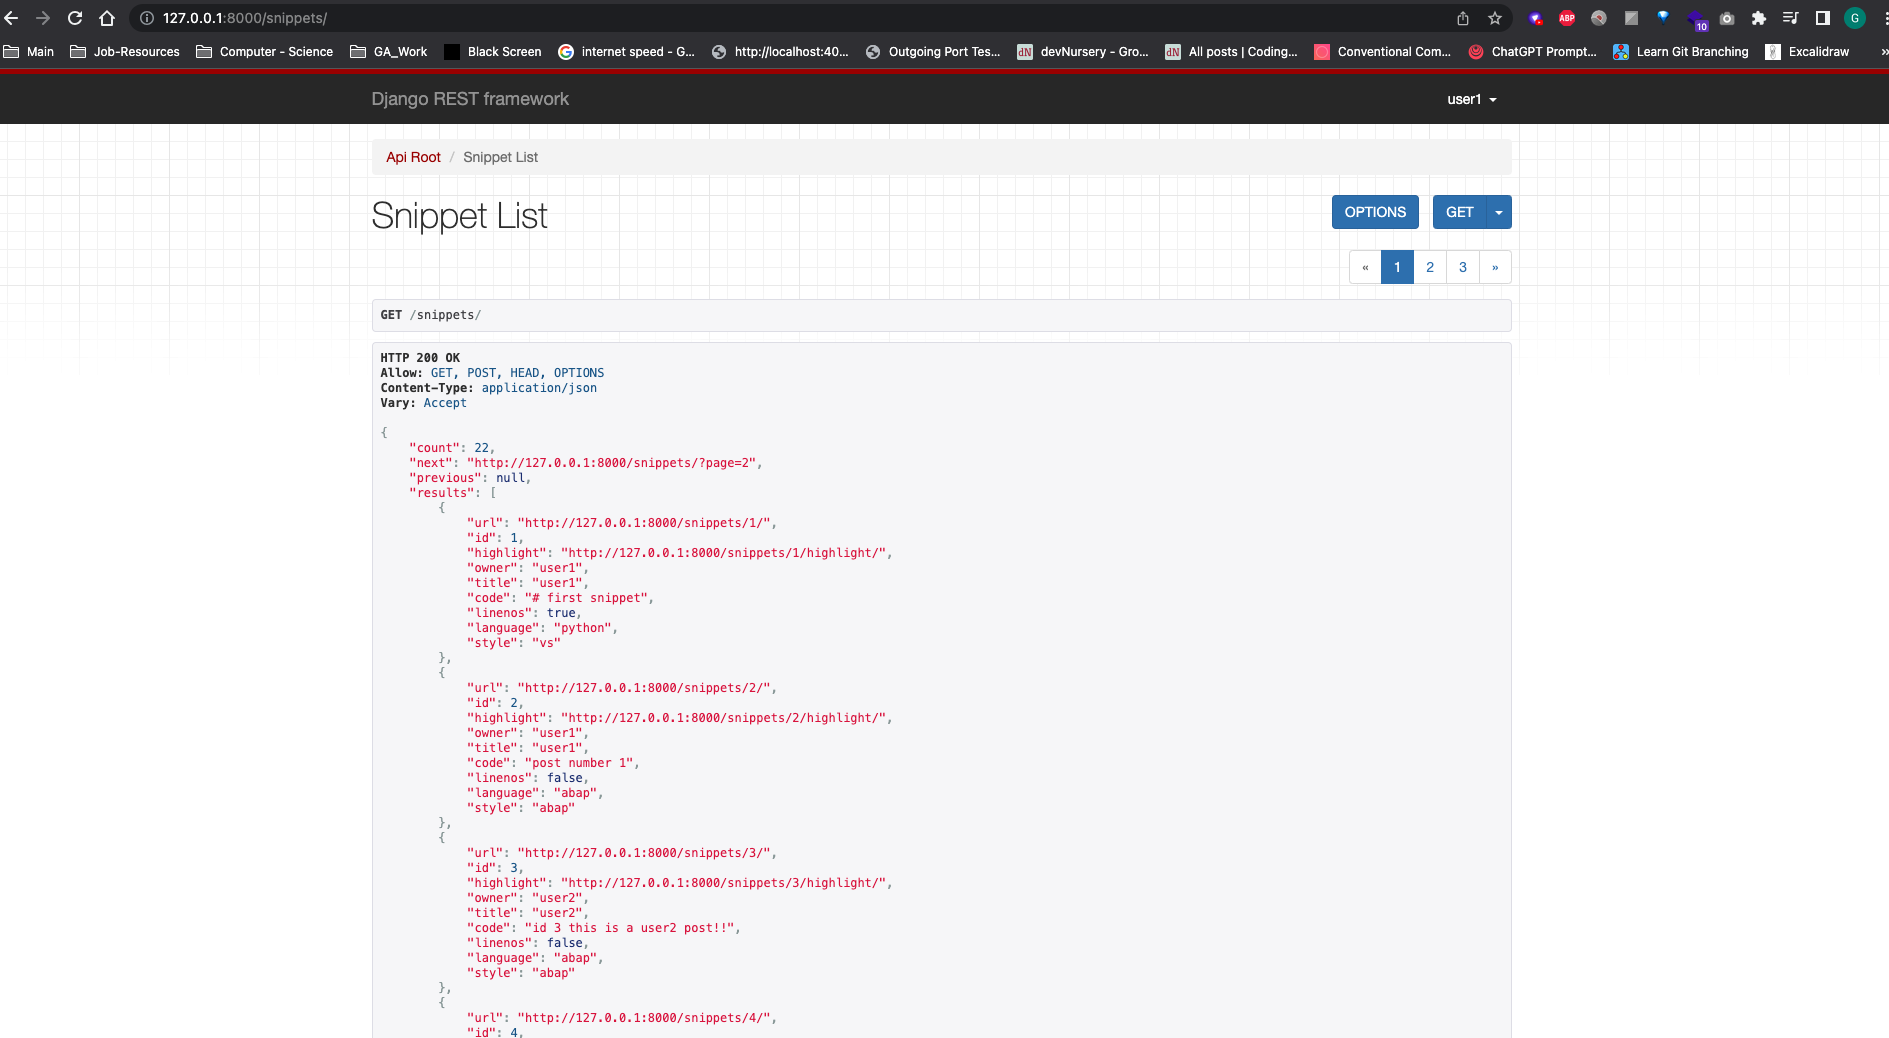 127.0.0.1:8000/snippets/
ABP
10
G
Main
Job-Resources
Computer - Science
GA_Work
Black Screen
internet speed - G...
http://localhost:40...
Outgoing Port Tes...
dN
devNursery - Gro...
dN
All posts | Coding...
Conventional Com...
ChatGPT Prompt...
Learn Git Branching
Excalidraw
»
Django REST framework
user1
Api Root / Snippet List
Snippet List
OPTIONS
GET
« 1 2 3 »
GET /snippets/
HTTP 200 OK
Allow: GET, POST, HEAD, OPTIONS
Content-Type: application/json
Vary: Accept
{
"count": 22,
"next": "http://127.0.0.1:8000/snippets/?page=2",
"previous": null,
"results": [
{
"url": "http://127.0.0.1:8000/snippets/1/",
"id": 1,
"highlight": "http://127.0.0.1:8000/snippets/1/highlight/",
"owner": "user1",
"title": "user1",
"code": "# first snippet",
"linenos": true,
"language": "python",
"style": "vs"
},
{
"url": "http://127.0.0.1:8000/snippets/2/",
"id": 2,
"highlight": "http://127.0.0.1:8000/snippets/2/highlight/",
"owner": "user1",
"title": "user1",
"code": "post number 1",
"linenos": false,
"language": "abap",
"style": "abap"
},
{
"url": "http://127.0.0.1:8000/snippets/3/",
"id": 3,
"highlight": "http://127.0.0.1:8000/snippets/3/highlight/",
"owner": "user2",
"title": "user2",
"code": "id 3 this is a user2 post!!",
"linenos": false,
"language": "abap",
"style": "abap"
},
{
"url": "http://127.0.0.1:8000/snippets/4/",
"id": 4,